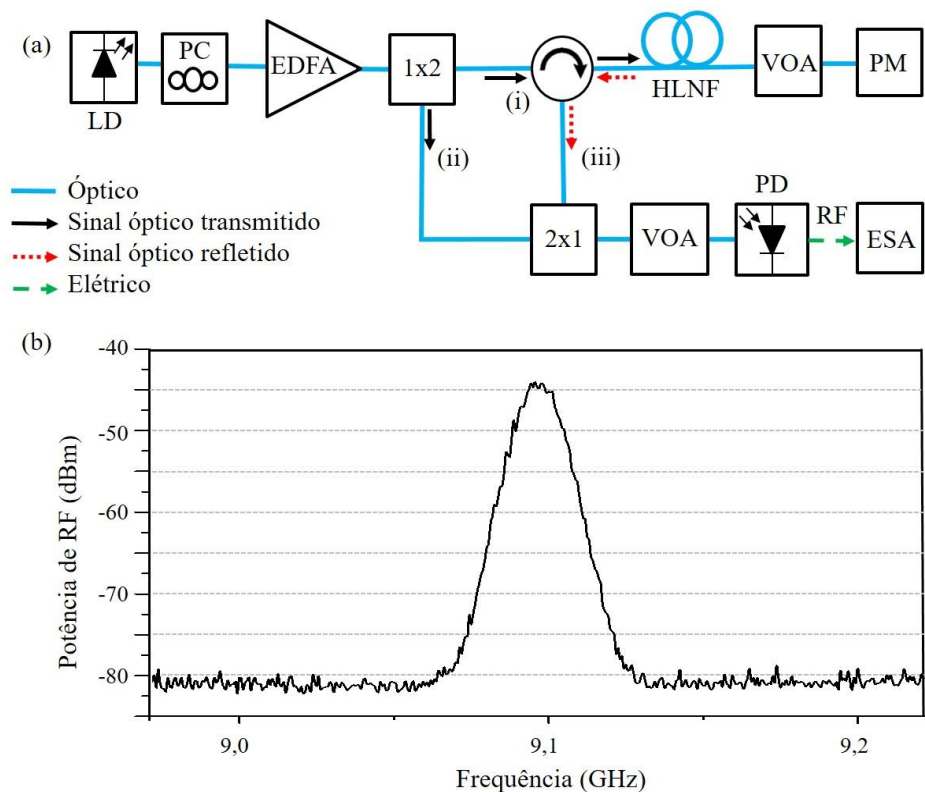 (a)
LD
PC
EDFA
1x2
(i)
HLNF
VOA
PM
(ii)
(iii)
Óptico
Sinal óptico transmitido
Sinal óptico refletido
Elétrico
2x1
VOA
PD
RF
ESA
(b)
Potência de RF (dBm)
-40
-50
-60
-70
-80
9,0
9,1
9,2
Frequência (GHz)